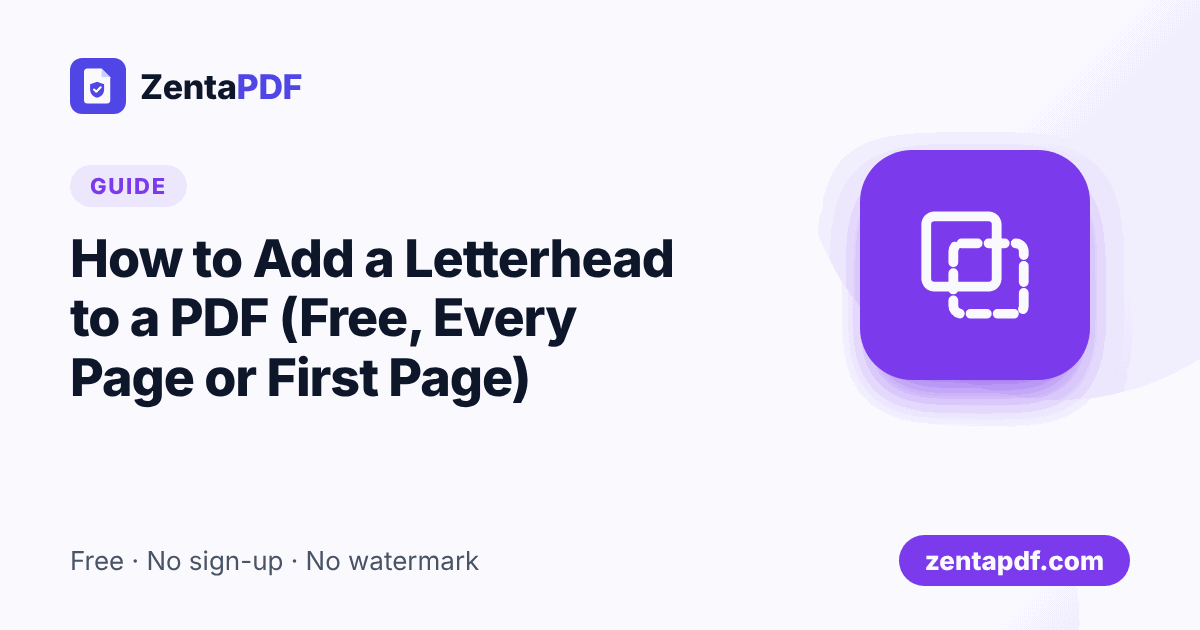 ZentaPDF
GUIDE
How to Add a Letterhead
to a PDF (Free, Every
Page or First Page)
Free · No sign-up · No watermark
zentapdf.com